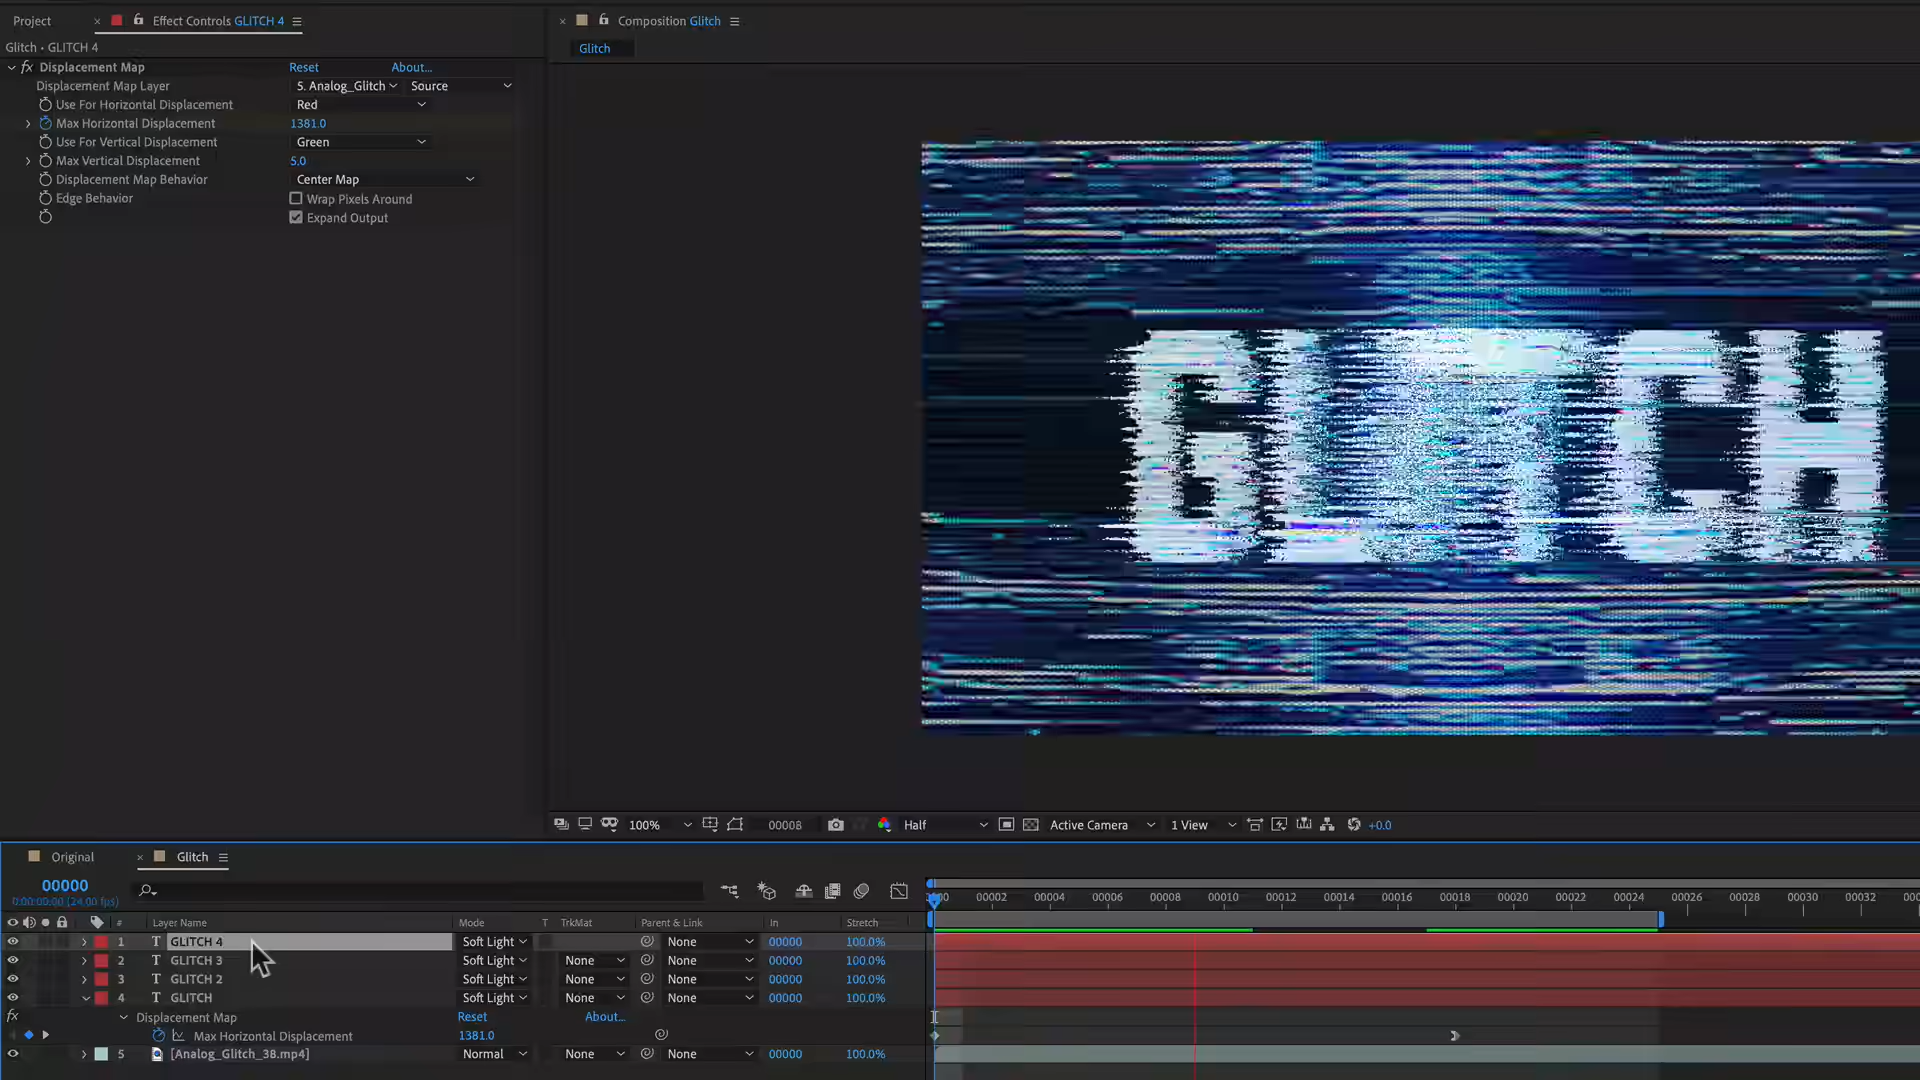 Project
× Effect Controls GLITCH 4
× Composition Glitch
Glitch • GLITCH 4
Glitch
fx Displacement Map Reset About...
Displacement Map Layer 5. Analog_Glitch Source
Use For Horizontal Displacement Red
Max Horizontal Displacement 1381.0
Use For Vertical Displacement Green
Max Vertical Displacement 5.0
Displacement Map Behavior Center Map
Edge Behavior Wrap Pixels Around
Expand Output
GLITCH
100% 00008 Half Active Camera 1 View +0.0
Original × Glitch
00000
0:00:00:00 (24.00 fps)
00002 00004 00006 00008 00010 00012 00014 00016 00018 00020 00022 00024 00026 00028 00030 00032
# Layer Name Mode T TrkMat Parent & Link In Stretch
1 T GLITCH 4 Soft Light None 00000 100.0%
2 T GLITCH 3 Soft Light None None 00000 100.0%
3 T GLITCH 2 Soft Light None None 00000 100.0%
4 T GLITCH Soft Light None None 00000 100.0%
fx Displacement Map Reset About...
Max Horizontal Displacement 1381.0
5 [Analog_Glitch_38.mp4] Normal None None 00000 100.0%